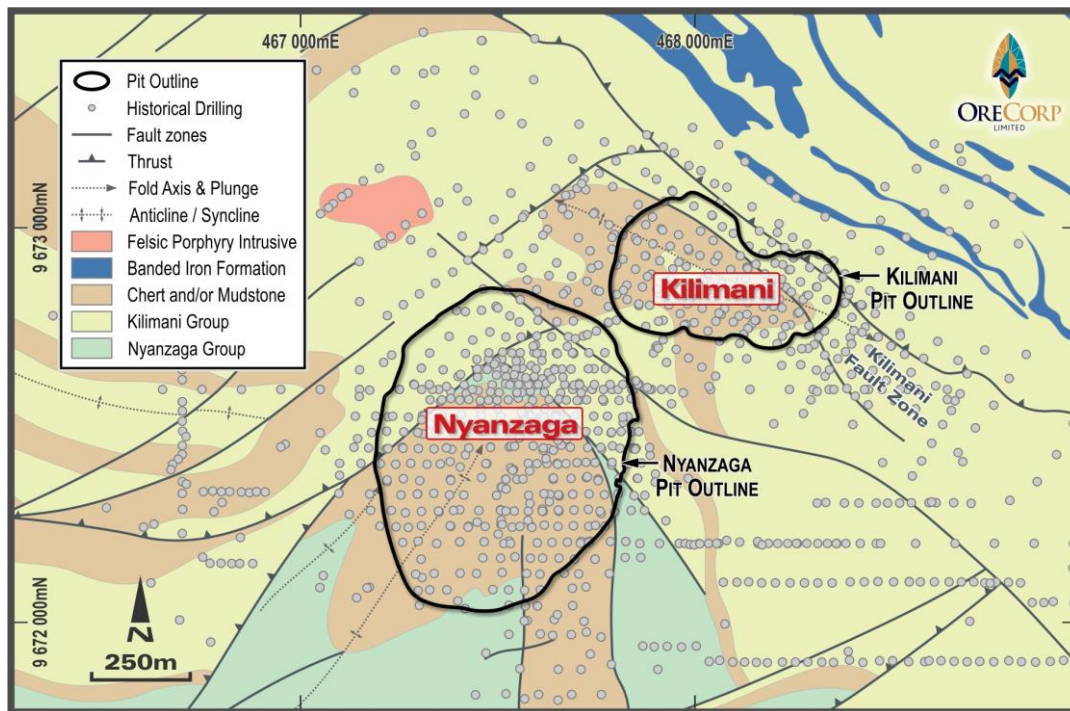 467 000mE
468 000mE
ORECORP
LIMITED
Pit Outline
Historical Drilling
Fault zones
Thrust
Fold Axis & Plunge
Anticline / Syncline
Felsic Porphyry Intrusive
Banded Iron Formation
Chert and/or Mudstone
Kilimani Group
Nyanzaga Group
9 673 000mN
Kilimani
KILIMANI
PIT OUTLINE
Kilimani
Fault Zone
Nyanzaga
NYANZAGA
PIT OUTLINE
9 672 000mN
N
250m